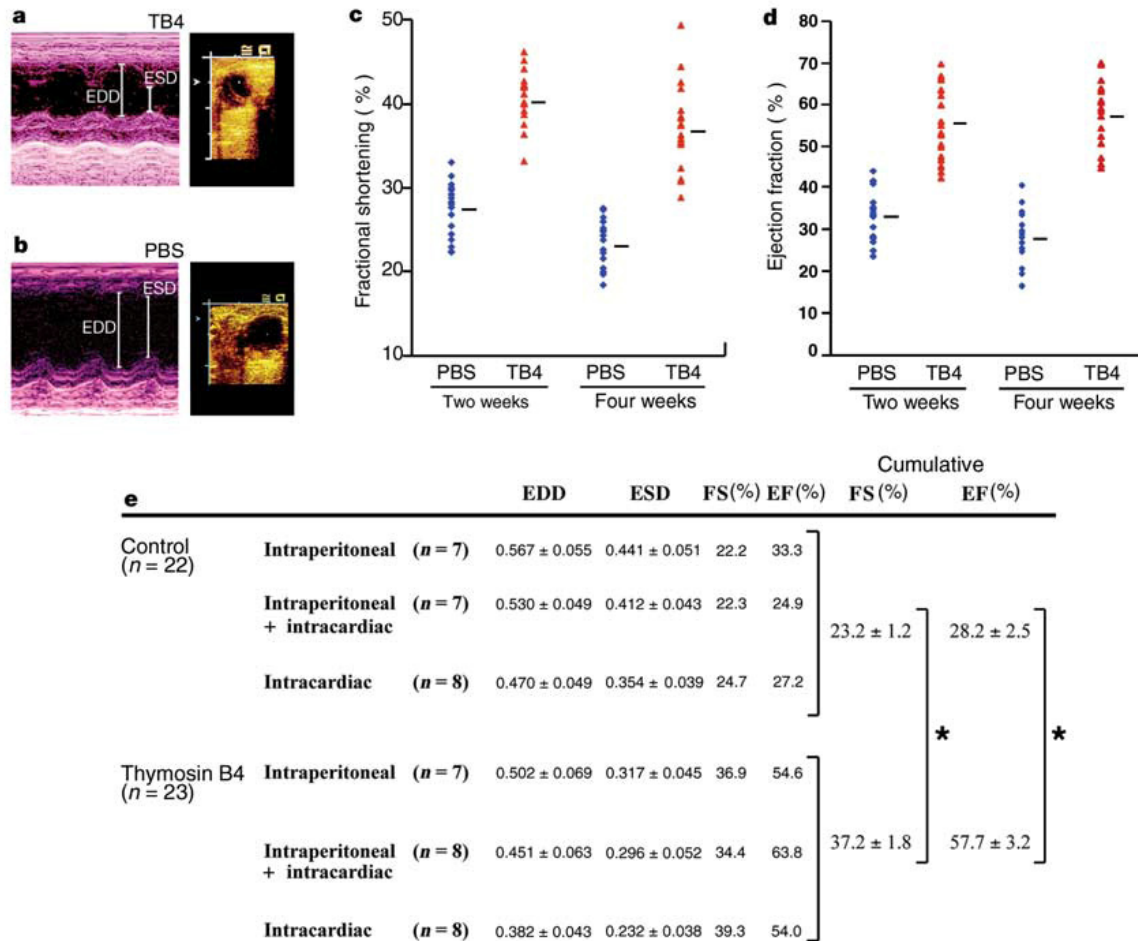 a
TB4
EDD
ESD
b
PBS
EDD
ESD
c
Fractional shortening ( % )
50
40
30
20
10
PBS TB4 PBS TB4
Two weeks Four weeks
d
Ejection fraction ( % )
80
70
60
50
40
30
20
10
0
PBS TB4 PBS TB4
Two weeks Four weeks
e
Cumulative
EDD ESD FS(%) EF(%) FS(%) EF(%)
Control Intraperitoneal (n = 7) 0.567 ± 0.055 0.441 ± 0.051 22.2 33.3
(n = 22)
Intraperitoneal (n = 7) 0.530 ± 0.049 0.412 ± 0.043 22.3 24.9
+ intracardiac
23.2 ± 1.2 28.2 ± 2.5
Intracardiac (n = 8) 0.470 ± 0.049 0.354 ± 0.039 24.7 27.2
* *
Thymosin B4 Intraperitoneal (n = 7) 0.502 ± 0.069 0.317 ± 0.045 36.9 54.6
(n = 23)
Intraperitoneal (n = 8) 0.451 ± 0.063 0.296 ± 0.052 34.4 63.8 37.2 ± 1.8 57.7 ± 3.2
+ intracardiac
Intracardiac (n = 8) 0.382 ± 0.043 0.232 ± 0.038 39.3 54.0